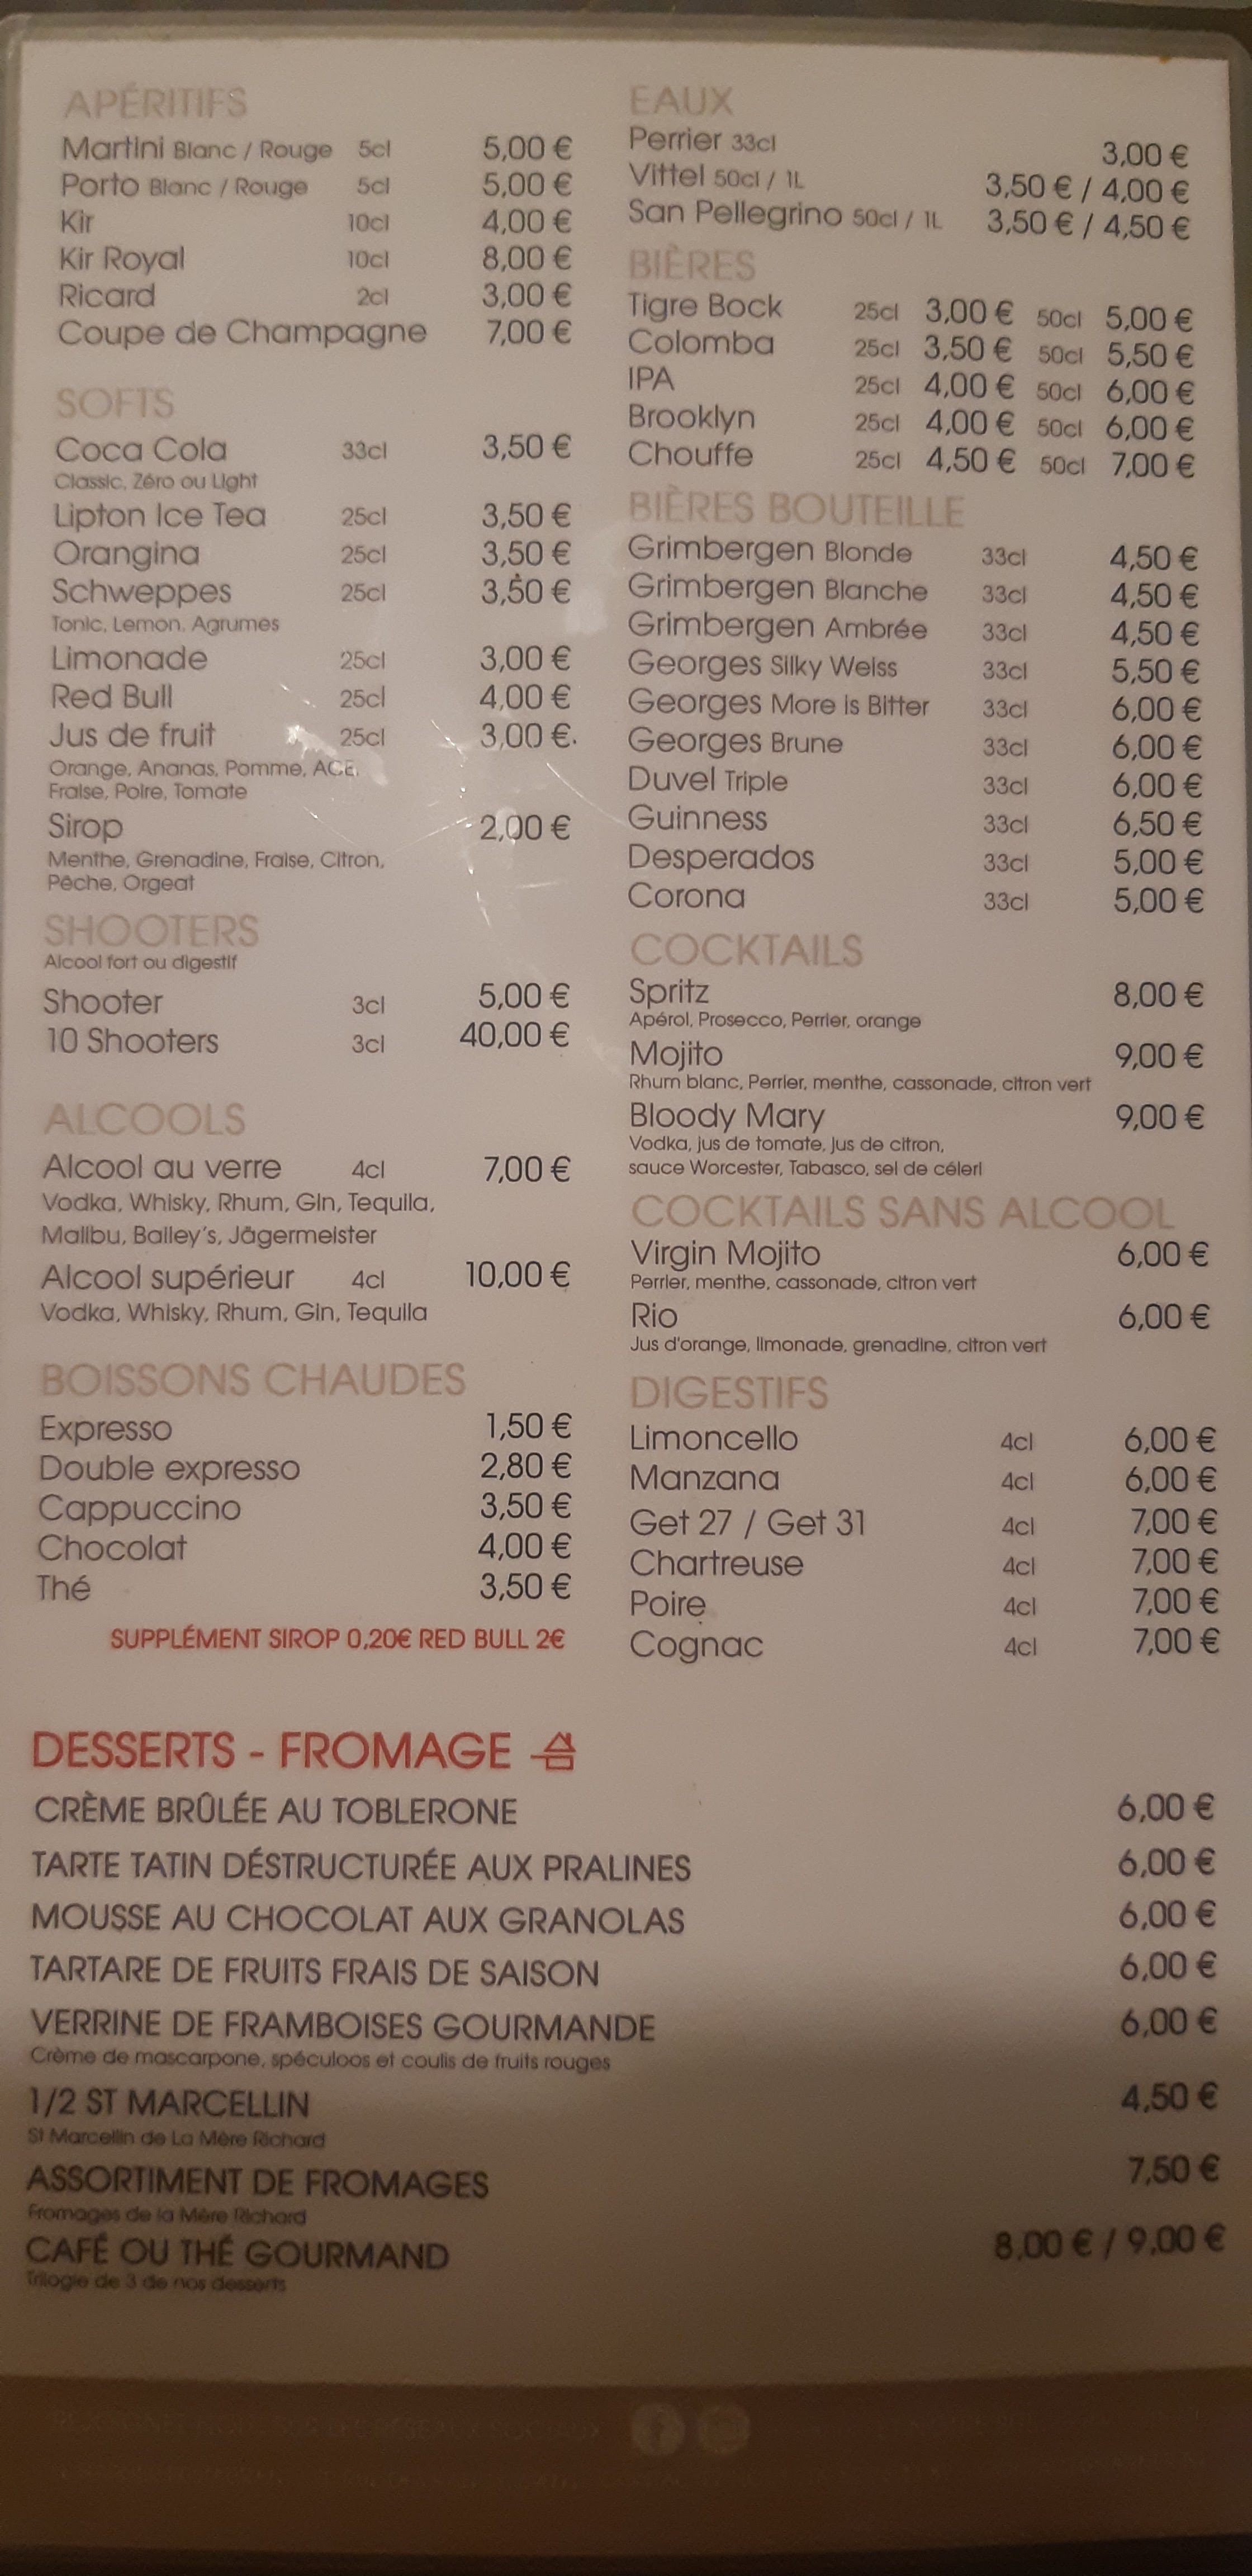 APÉRITIFS
Martini Blanc / Rouge 5cl 5,00 €
Porto Blanc / Rouge 5cl 5,00 €
Kir 10cl 4,00 €
Kir Royal 10cl 8,00 €
Ricard 2cl 3,00 €
Coupe de Champagne 7,00 €
SOFTS
Coca Cola 33cl 3,50 €
Classic, Zéro ou Light
Lipton Ice Tea 25cl 3,50 €
Orangina 25cl 3,50 €
Schweppes 25cl 3,50 €
Tonic, Lemon, Agrumes
Limonade 25cl 3,00 €
Red Bull 25cl 4,00 €
Jus de fruit 25cl 3,00 €.
Orange, Ananas, Pomme, ACE,
Fraise, Poire, Tomate
Sirop 2,00 €
Menthe, Grenadine, Fraise, Citron,
Pêche, Orgeat
SHOOTERS
Alcool fort ou digestif
Shooter 3cl 5,00 €
10 Shooters 3cl 40,00 €
ALCOOLS
Alcool au verre 4cl 7,00 €
Vodka, Whisky, Rhum, Gin, Tequila,
Malibu, Bailey's, Jägermeister
Alcool supérieur 4cl 10,00 €
Vodka, Whisky, Rhum, Gin, Tequila
BOISSONS CHAUDES
Expresso 1,50 €
Double expresso 2,80 €
Cappuccino 3,50 €
Chocolat 4,00 €
Thé 3,50 €
SUPPLÉMENT SIROP 0,20€ RED BULL 2€
EAUX
Perrier 33cl 3,00 €
Vittel 50cl / 1L 3,50 € / 4,00 €
San Pellegrino 50cl / 1L 3,50 € / 4,50 €
BIÈRES
Tigre Bock 25cl 3,00 € 50cl 5,00 €
Colomba 25cl 3,50 € 50cl 5,50 €
IPA 25cl 4,00 € 50cl 6,00 €
Brooklyn 25cl 4,00 € 50cl 6,00 €
Chouffe 25cl 4,50 € 50cl 7,00 €
BIÈRES BOUTEILLE
Grimbergen Blonde 33cl 4,50 €
Grimbergen Blanche 33cl 4,50 €
Grimbergen Ambrée 33cl 4,50 €
Georges Silky Weiss 33cl 5,50 €
Georges More is Bitter 33cl 6,00 €
Georges Brune 33cl 6,00 €
Duvel Triple 33cl 6,00 €
Guinness 33cl 6,50 €
Desperados 33cl 5,00 €
Corona 33cl 5,00 €
COCKTAILS
Spritz 8,00 €
Apérol, Prosecco, Perrier, orange
Mojito 9,00 €
Rhum blanc, Perrier, menthe, cassonade, citron vert
Bloody Mary 9,00 €
Vodka, jus de tomate, jus de citron,
sauce Worcester, Tabasco, sel de céleri
COCKTAILS SANS ALCOOL
Virgin Mojito 6,00 €
Perrier, menthe, cassonade, citron vert
Rio 6,00 €
Jus d'orange, limonade, grenadine, citron vert
DIGESTIFS
Limoncello 4cl 6,00 €
Manzana 4cl 6,00 €
Get 27 / Get 31 4cl 7,00 €
Chartreuse 4cl 7,00 €
Poire 4cl 7,00 €
Cognac 4cl 7,00 €
DESSERTS - FROMAGE
CRÈME BRÛLÉE AU TOBLERONE 6,00 €
TARTE TATIN DÉSTRUCTURÉE AUX PRALINES 6,00 €
MOUSSE AU CHOCOLAT AUX GRANOLAS 6,00 €
TARTARE DE FRUITS FRAIS DE SAISON 6,00 €
VERRINE DE FRAMBOISES GOURMANDE 6,00 €
Crème de mascarpone, spéculoos et coulis de fruits rouges
1/2 ST MARCELLIN 4,50 €
St Marcellin de La Mère Richard
ASSORTIMENT DE FROMAGES 7,50 €
Fromages de la Mère Richard
CAFÉ OU THÉ GOURMAND 8,00 € / 9,00 €
Trilogie de 3 de nos desserts